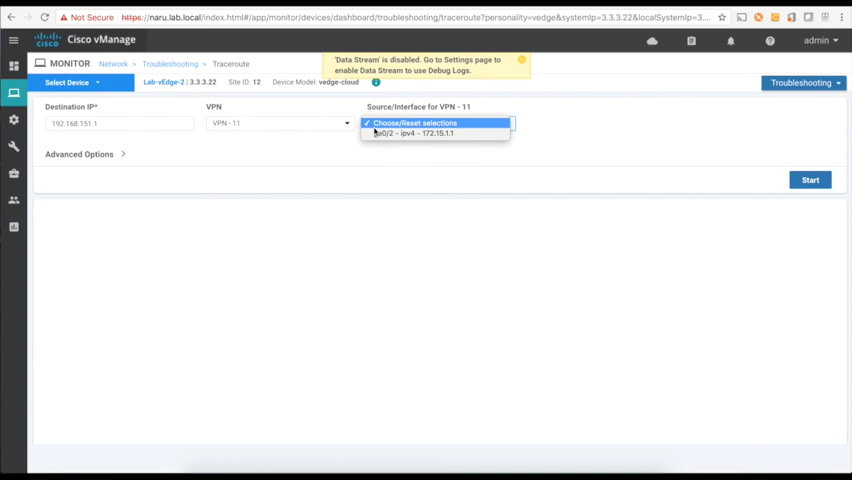 Not Secure https://naru.lab.local/index.html#/app/monitor/devices/dashboard/troubleshooting/traceroute?personality=vedge&systemIp=3.3.3.22&localSystemIp=3....
cisco Cisco vManage
admin
MONITOR Network > Troubleshooting > Traceroute
'Data Stream' is disabled. Go to Settings page to
enable Data Stream to use Debug Logs.
Select Device Lab-vEdge-2 | 3.3.3.22 Site ID: 12 Device Model: vedge-cloud
Troubleshooting
Destination IP* VPN Source/Interface for VPN - 11
192.168.151.1 VPN - 11 Choose/Reset selections
ge0/2 - ipv4 - 172.15.1.1
Advanced Options
Start